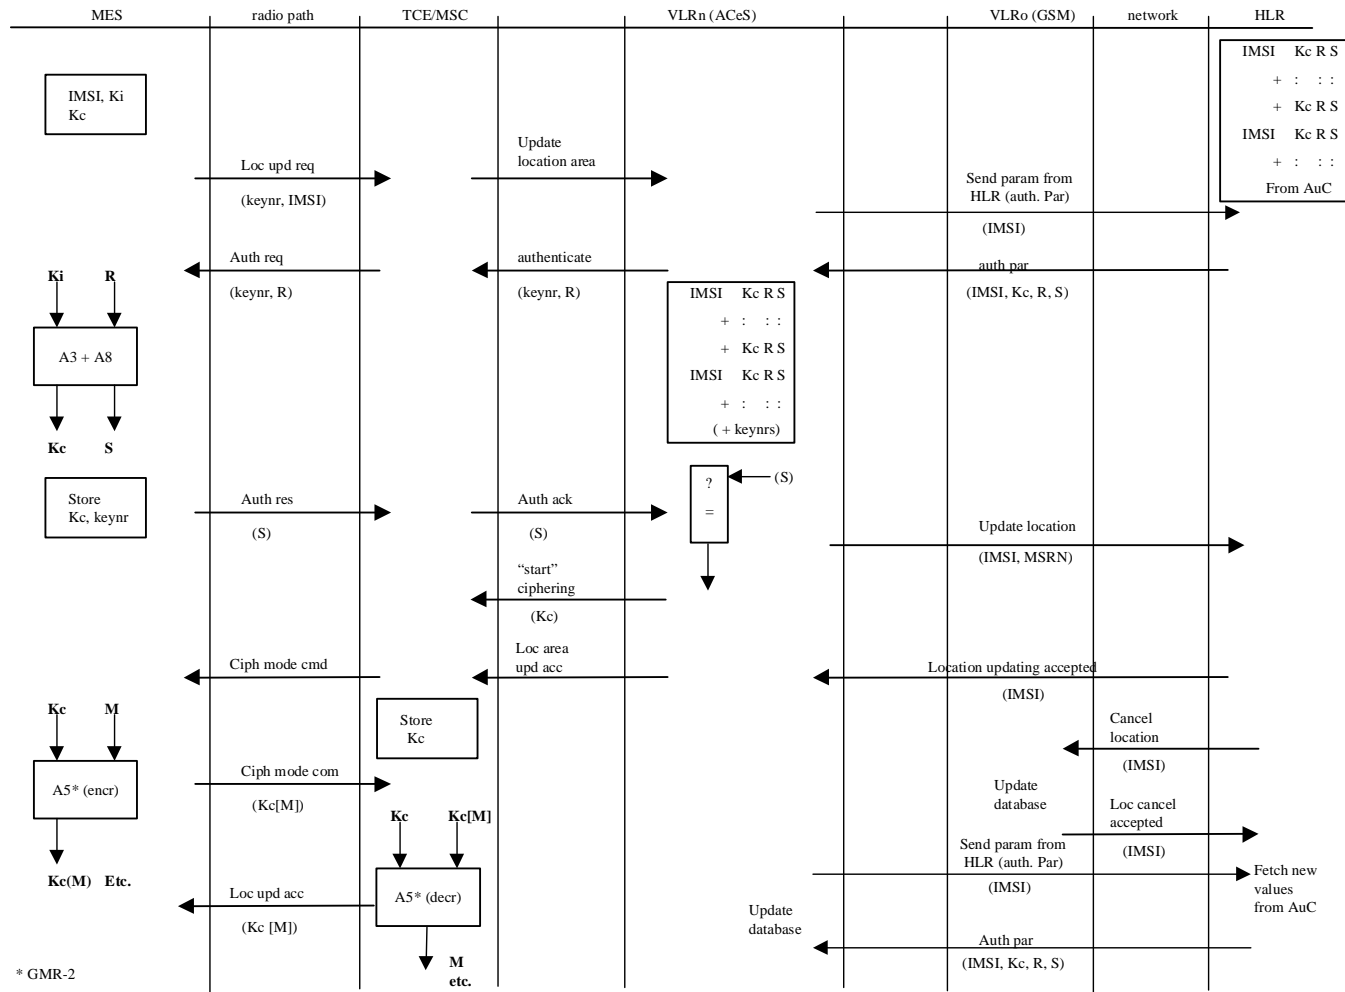 MES radio path TCE/MSC VLRn (ACeS) VLRo (GSM) network HLR
IMSI Kc R S
+ : : :
+ Kc R S
IMSI Kc R S
+ : : :
From AuC
IMSI, Ki
Kc
Loc upd req
(keynr, IMSI)
Update
location area
Send param from
HLR (auth. Par)
(IMSI)
Auth req
(keynr, R)
authenticate
(keynr, R)
auth par
(IMSI, Kc, R, S)
Ki R
A3 + A8
Kc S
IMSI Kc R S
+ : : :
+ Kc R S
IMSI Kc R S
+ : : :
( + keynrs)
Store
Kc, keynr
Auth res
(S)
Auth ack
(S)
?
=
(S)
Update location
(IMSI, MSRN)
“start”
ciphering
(Kc)
Ciph mode cmd
Loc area
upd acc
Location updating accepted
(IMSI)
Kc M
A5* (encr)
Kc(M) Etc.
Store
Kc
Cancel
location
(IMSI)
Ciph mode com
(Kc[M])
Update
database
Loc cancel
accepted
(IMSI)
Kc Kc[M]
A5* (decr)
M
etc.
Send param from
HLR (auth. Par)
(IMSI)
Fetch new
values
from AuC
Loc upd acc
(Kc [M])
Update
database
Auth par
(IMSI, Kc, R, S)
* GMR-2